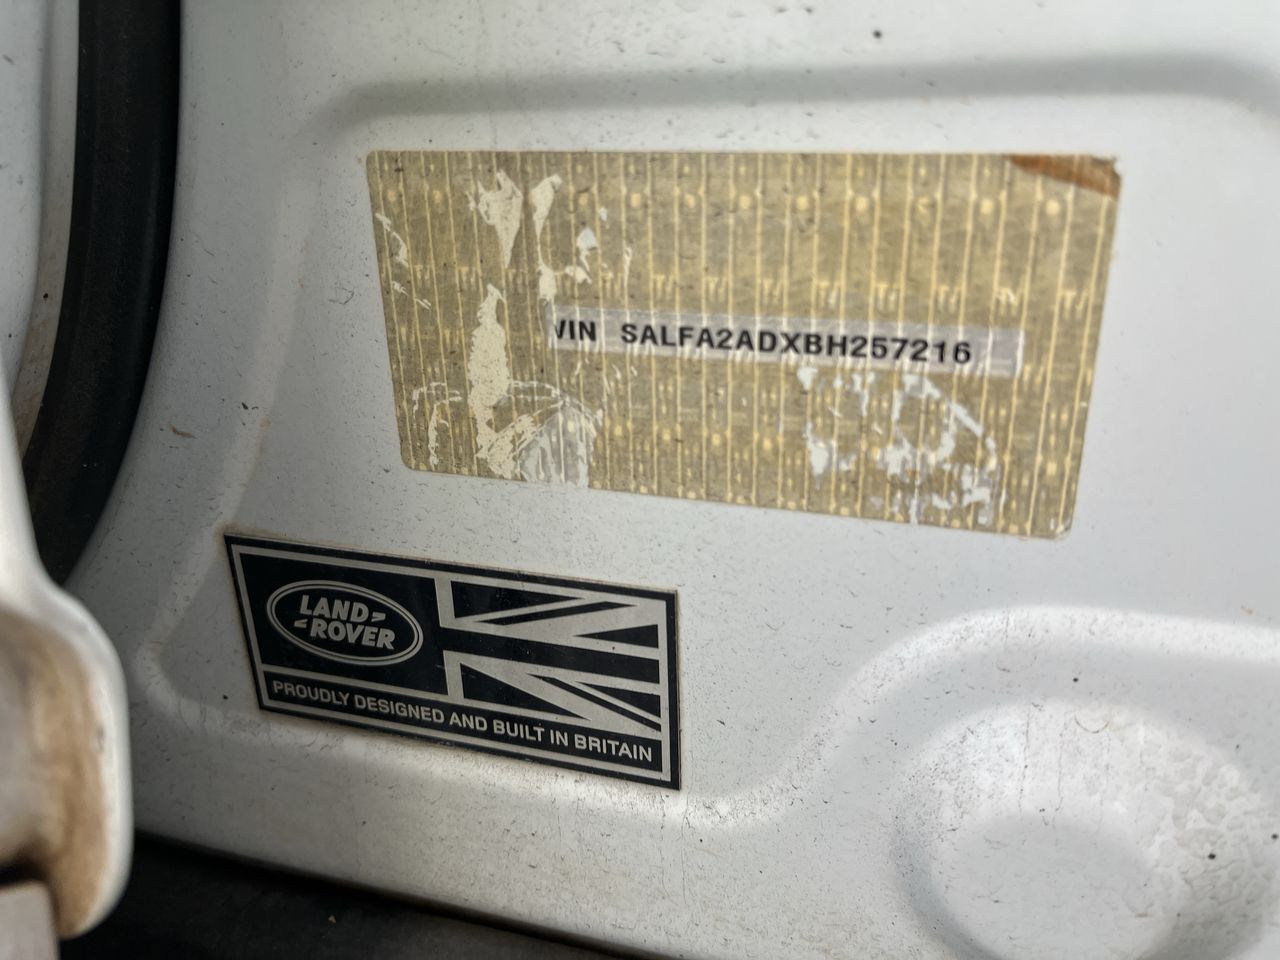 VIN SALFA2ADXBH257216
LAND
ROVER
PROUDLY DESIGNED AND BUILT IN BRITAIN